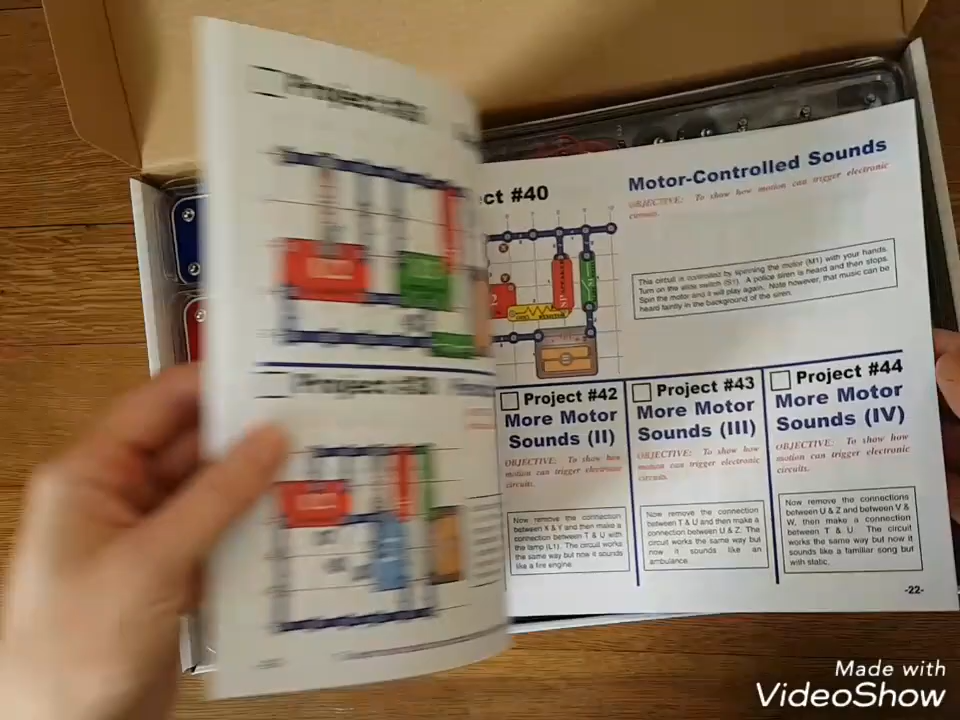 Project
ct #40
Motor-Controlled Sounds
OBJECTIVE: To show how motion can trigger electronic
circuits.
This circuit is controlled by spinning the motor (M1) with your hands.
Turn on the slide switch (S1). A police siren is heard and then stops.
Spin the motor and it will play again. Note however, that music can be
heard faintly in the background of the siren.
Project
Project #42
More Motor
Sounds (II)
OBJECTIVE: To show how
motion can trigger electronic
circuits.
Now remove the connection
between X & Y and then make a
connection between T & U with
the lamp (L1). The circuit works
the same way but now it sounds
like a fire engine.
Project #43
More Motor
Sounds (III)
OBJECTIVE: To show how
motion can trigger electronic
circuits.
Now remove the connection
between T & U and then make a
connection between U & Z. The
circuit works the same way but
now it sounds like an
ambulance.
Project #44
More Motor
Sounds (IV)
OBJECTIVE: To show how
motion can trigger electronic
circuits.
Now remove the connections
between U & Z and between V &
W, then make a connection
between T & U. The circuit
works the same way but now it
sounds like a familiar song but
with static.
-22-
Made with
VideoShow